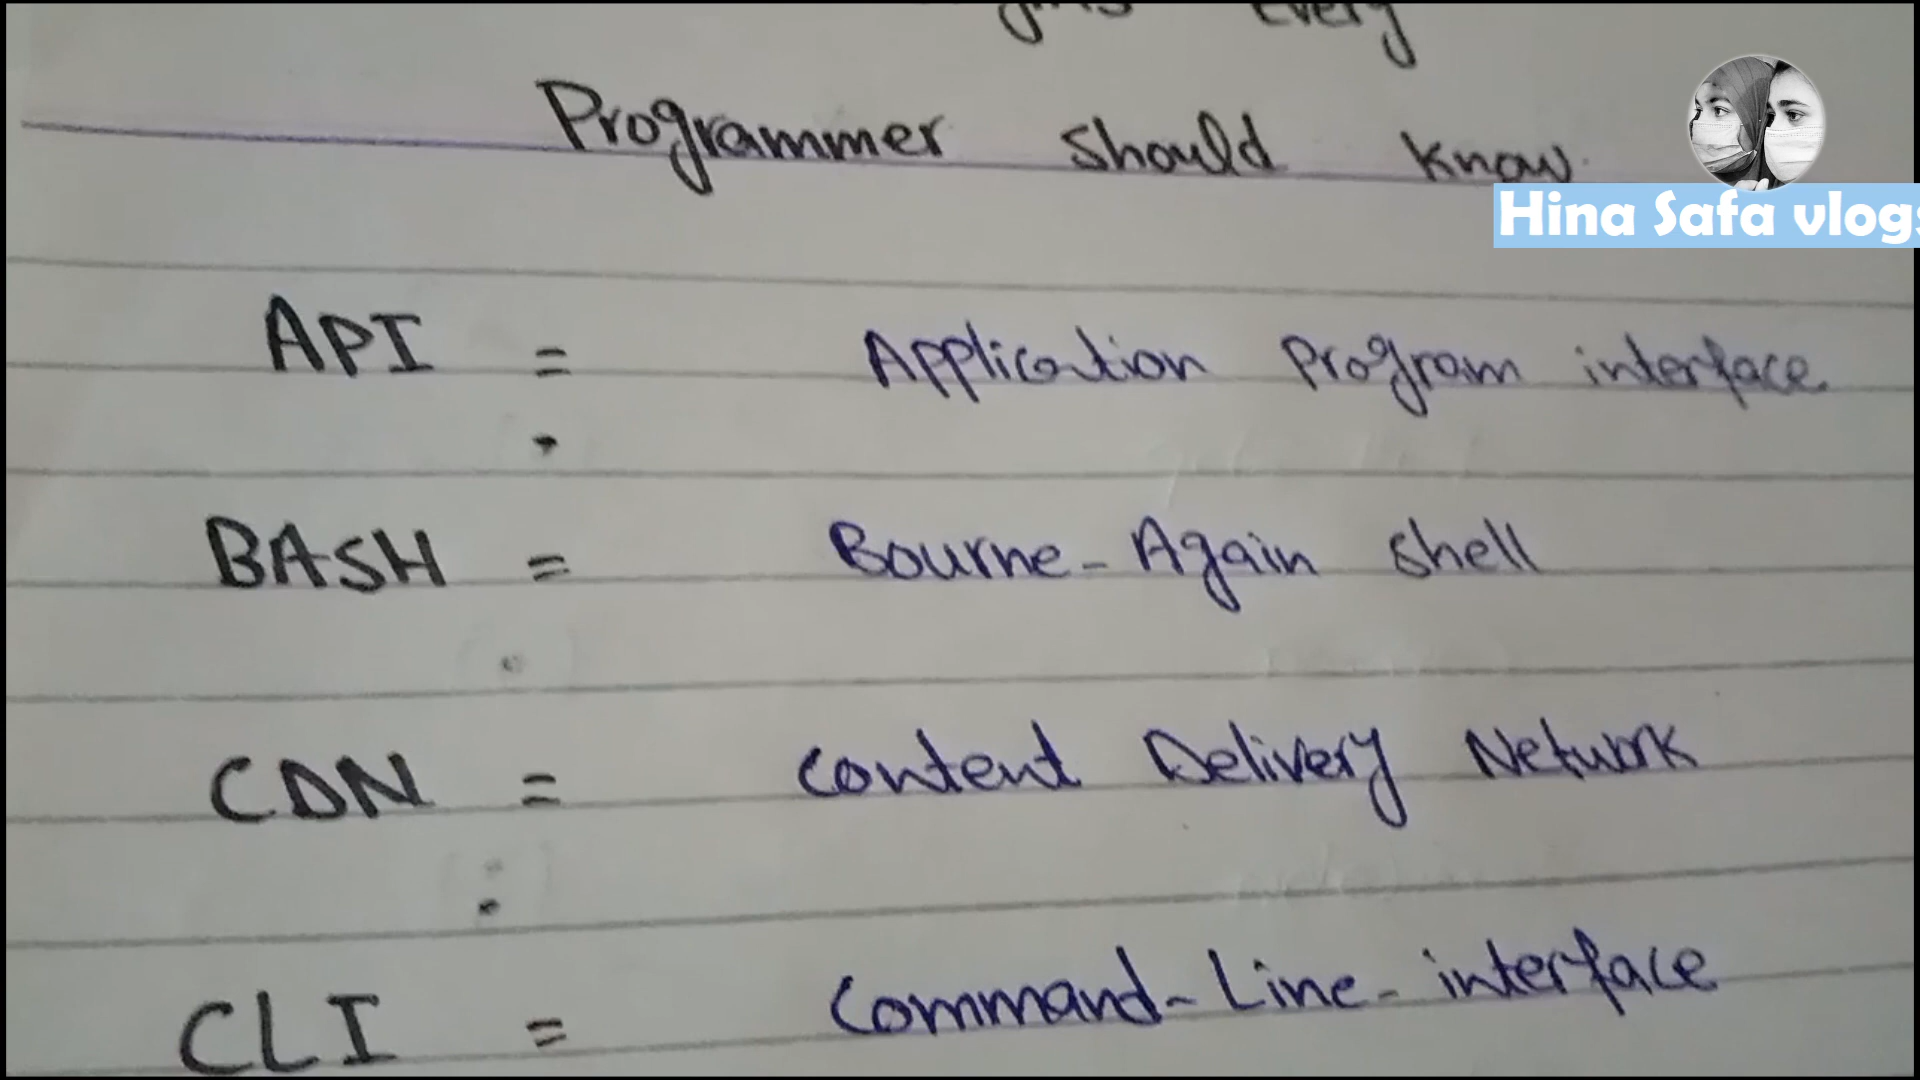 Every
Programmer should know.
Hina Safa vlogs
API = Application Program interface.
BASH = Bourne-Again shell
CDN = Content Delivery Network
CLI = Command-Line-interface